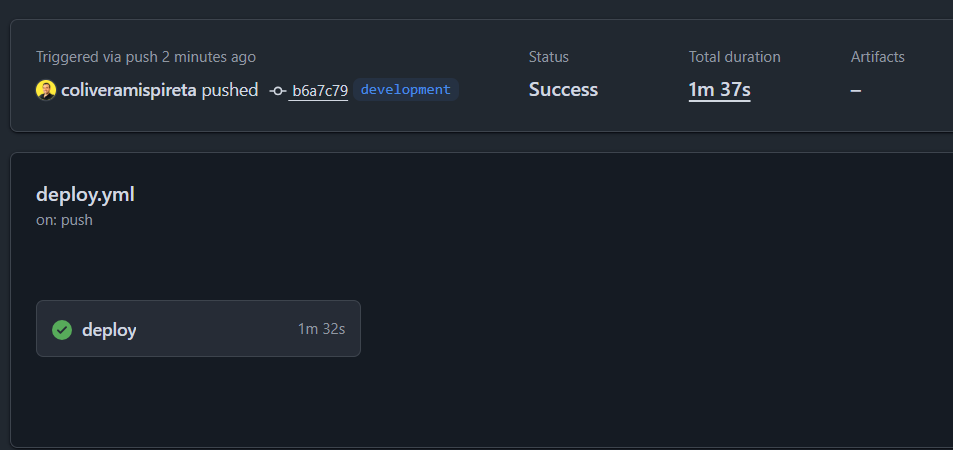 Triggered via push 2 minutes ago
coliveramispireta pushed b6a7c79 development
Status
Success
Total duration
1m 37s
Artifacts
–
deploy.yml
on: push
deploy 1m 32s